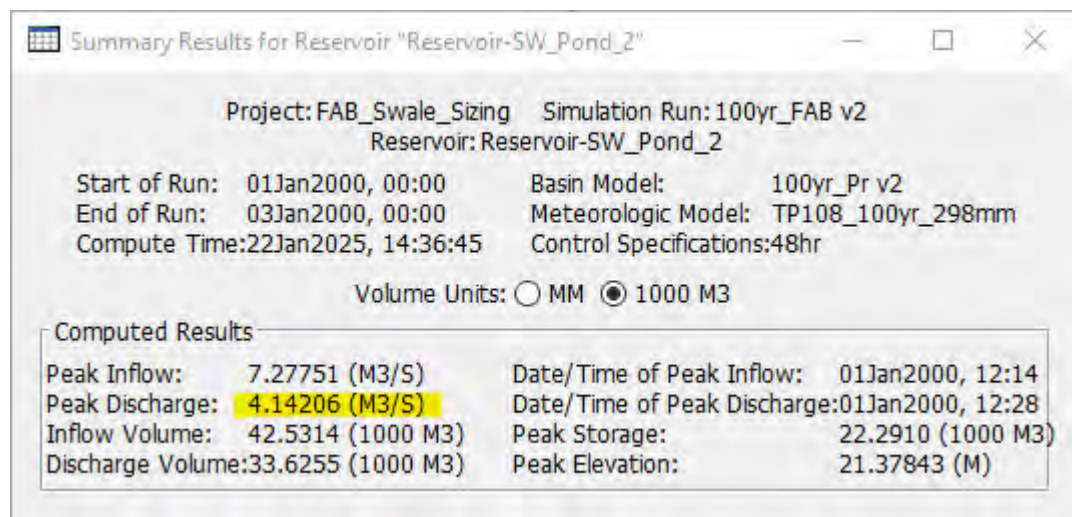 Summary Results for Reservoir "Reservoir-SW_Pond_2"
Project: FAB_Swale_Sizing Simulation Run: 100yr_FAB v2
Reservoir: Reservoir-SW_Pond_2
Start of Run: 01Jan2000, 00:00 Basin Model: 100yr_Pr v2
End of Run: 03Jan2000, 00:00 Meteorologic Model: TP108_100yr_298mm
Compute Time:22Jan2025, 14:36:45 Control Specifications:48hr
Volume Units: MM 1000 M3
Computed Results
Peak Inflow: 7.27751 (M3/S) Date/Time of Peak Inflow: 01Jan2000, 12:14
Peak Discharge: 4.14206 (M3/S) Date/Time of Peak Discharge:01Jan2000, 12:28
Inflow Volume: 42.5314 (1000 M3) Peak Storage: 22.2910 (1000 M3)
Discharge Volume:33.6255 (1000 M3) Peak Elevation: 21.37843 (M)